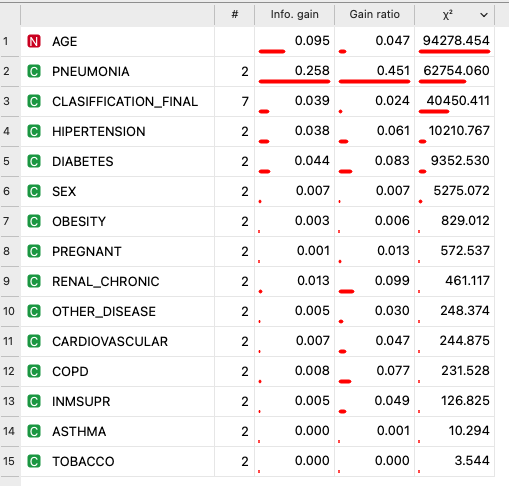 # Info. gain Gain ratio χ²
1 N AGE 0.095 0.047 94278.454
2 C PNEUMONIA 2 0.258 0.451 62754.060
3 C CLASIFFICATION_FINAL 7 0.039 0.024 40450.411
4 C HIPERTENSION 2 0.038 0.061 10210.767
5 C DIABETES 2 0.044 0.083 9352.530
6 C SEX 2 0.007 0.007 5275.072
7 C OBESITY 2 0.003 0.006 829.012
8 C PREGNANT 2 0.001 0.013 572.537
9 C RENAL_CHRONIC 2 0.013 0.099 461.117
10 C OTHER_DISEASE 2 0.005 0.030 248.374
11 C CARDIOVASCULAR 2 0.007 0.047 244.875
12 C COPD 2 0.008 0.077 231.528
13 C INMSUPR 2 0.005 0.049 126.825
14 C ASTHMA 2 0.000 0.001 10.294
15 C TOBACCO 2 0.000 0.000 3.544